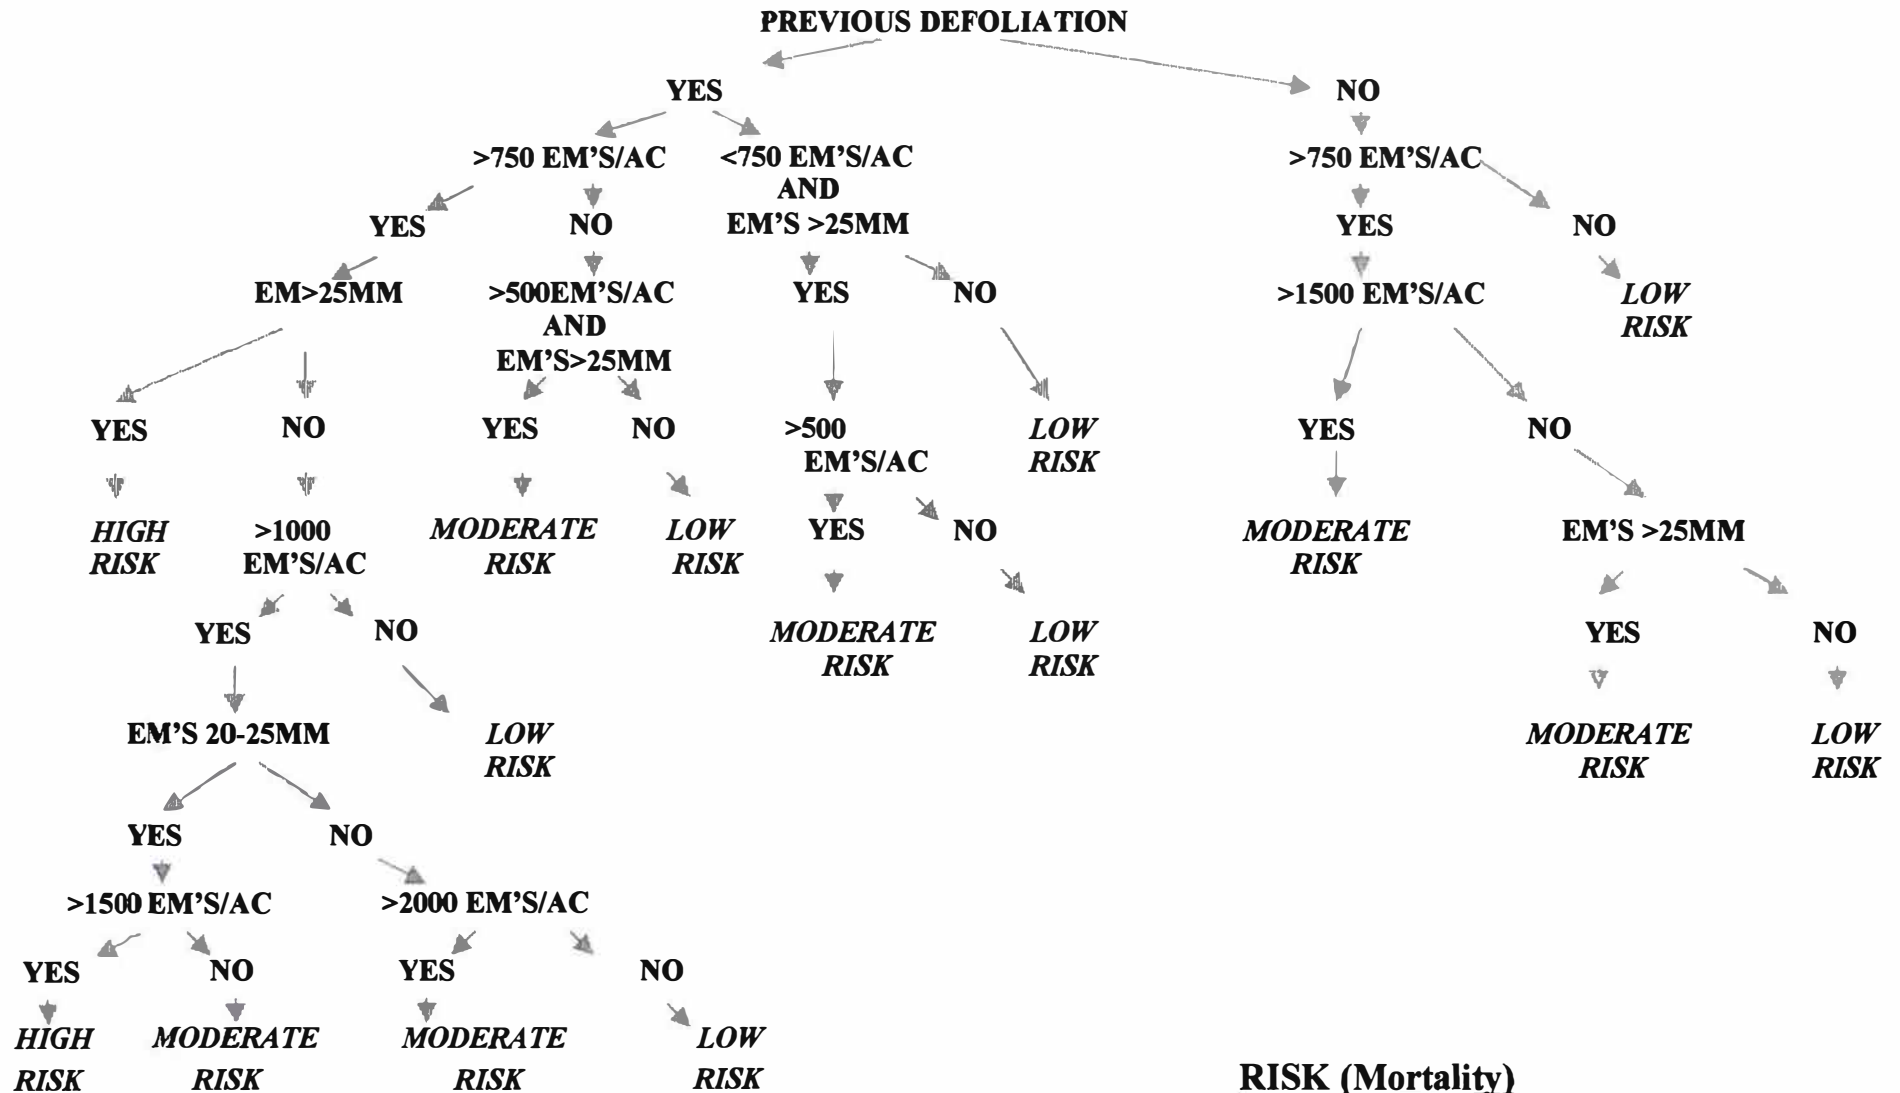 PREVIOUS DEFOLIATION
YES
NO
>750 EM'S/AC
<750 EM'S/AC
AND
EM'S >25MM
>750 EM'S/AC
YES
NO
YES
NO
EM>25MM
>500EM'S/AC
AND
EM'S>25MM
YES
NO
>1500 EM'S/AC
LOW
RISK
YES
NO
YES
NO
>500
EM'S/AC
LOW
RISK
YES
NO
HIGH
RISK
>1000
EM'S/AC
MODERATE
RISK
LOW
RISK
YES
NO
MODERATE
RISK
EM'S >25MM
YES
NO
MODERATE
RISK
LOW
RISK
YES
NO
EM'S 20-25MM
LOW
RISK
MODERATE
RISK
LOW
RISK
YES
NO
>1500 EM'S/AC
>2000 EM'S/AC
YES
NO
YES
NO
HIGH
RISK
MODERATE
RISK
MODERATE
RISK
LOW
RISK
RISK (Mortality)